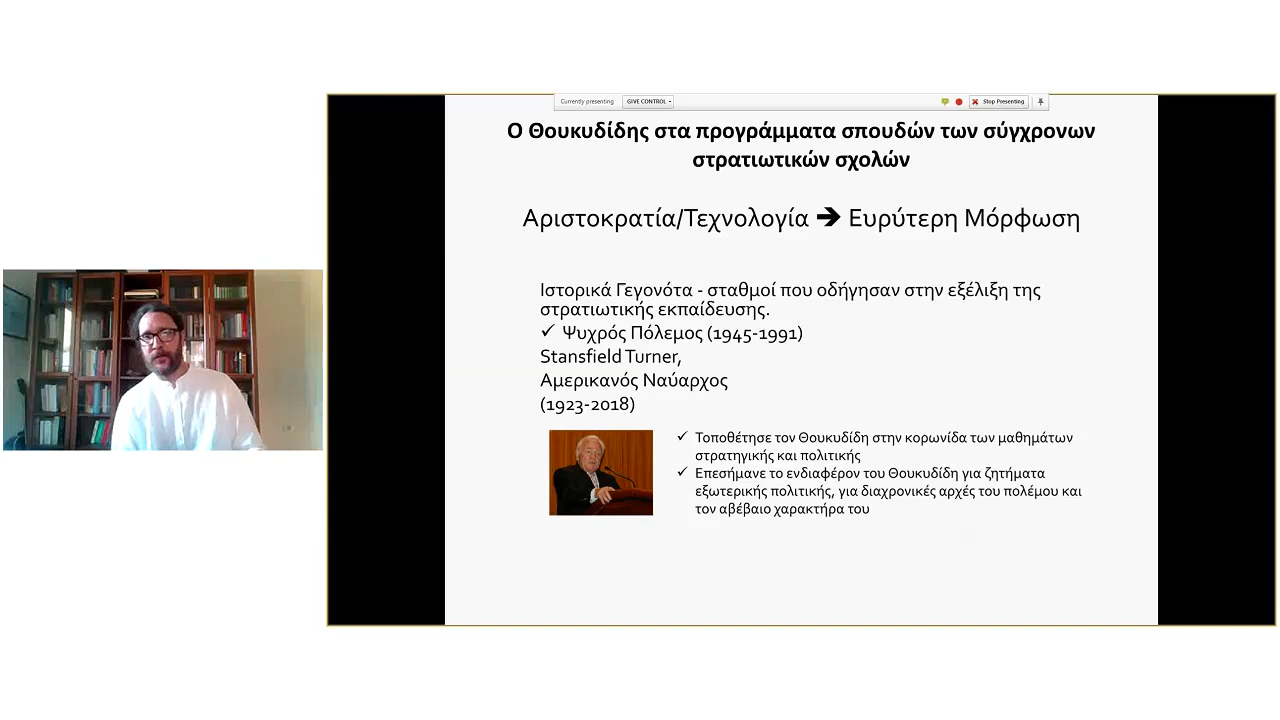 Currently presenting GIVE CONTROL Stop Presenting
Ο Θουκυδίδης στα προγράμματα σπουδών των σύγχρονων
στρατιωτικών σχολών
Αριστοκρατία/Τεχνολογία 🡺 Ευρύτερη Μόρφωση
Ιστορικά Γεγονότα - σταθμοί που οδήγησαν στην εξέλιξη της
στρατιωτικής εκπαίδευσης.
✓ Ψυχρός Πόλεμος (1945-1991)
Stansfield Turner,
Αμερικανός Ναύαρχος
(1923-2018)
✓ Τοποθέτησε τον Θουκυδίδη στην κορωνίδα των μαθημάτων
στρατηγικής και πολιτικής
✓ Επεσήμανε το ενδιαφέρον του Θουκυδίδη για ζητήματα
εξωτερικής πολιτικής, για διαχρονικές αρχές του πολέμου και
τον αβέβαιο χαρακτήρα του